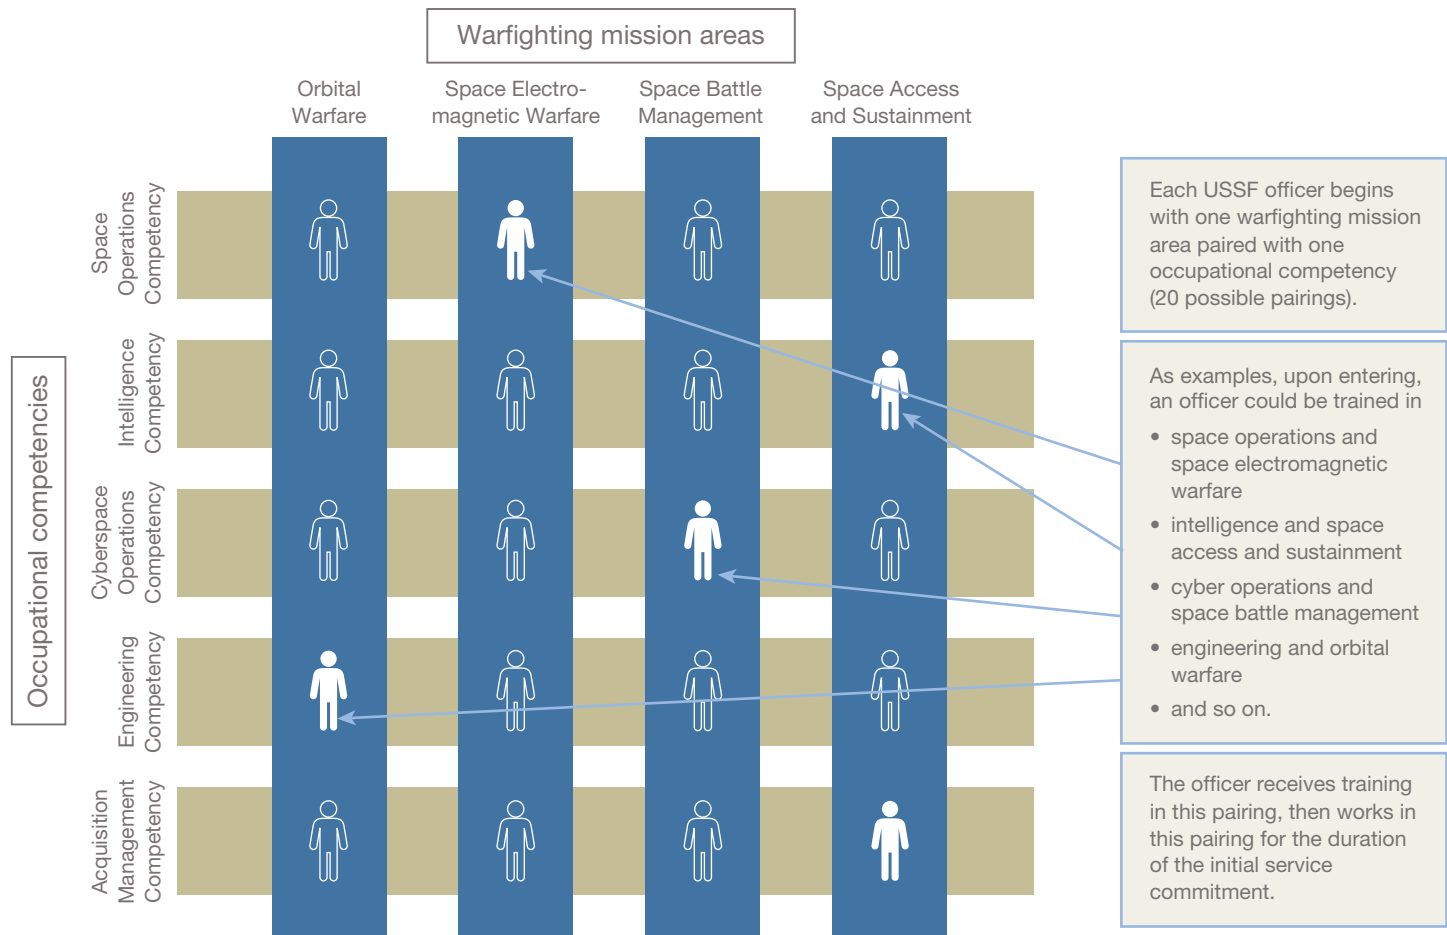 Warfighting mission areas
Orbital
Warfare
Space Electro-
magnetic Warfare
Space Battle
Management
Space Access
and Sustainment
Occupational competencies
Space
Operations
Competency
Intelligence
Competency
Cyberspace
Operations
Competency
Engineering
Competency
Acquisition
Management
Competency
Each USSF officer begins
with one warfighting mission
area paired with one
occupational competency
(20 possible pairings).
As examples, upon entering,
an officer could be trained in
• space operations and
space electromagnetic
warfare
• intelligence and space
access and sustainment
• cyber operations and
space battle management
• engineering and orbital
warfare
• and so on.
The officer receives training
in this pairing, then works in
this pairing for the duration
of the initial service
commitment.